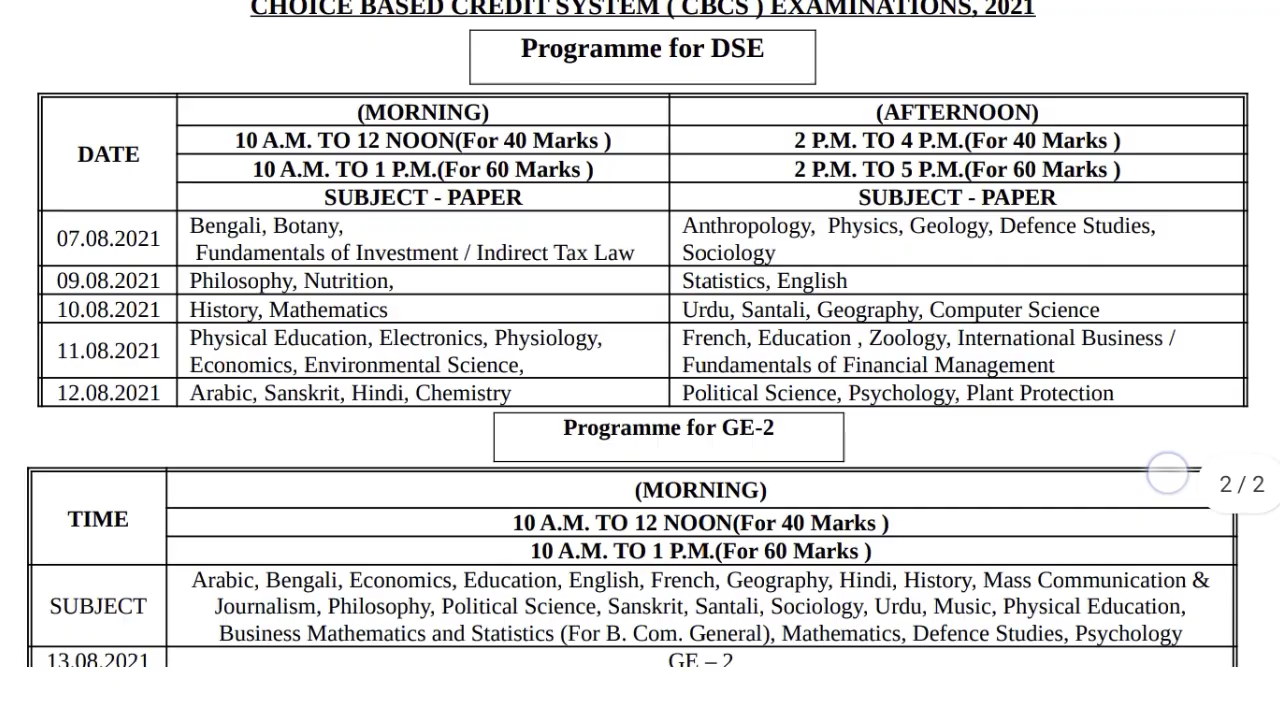 CHOICE BASED CREDIT SYSTEM ( CBCS ) EXAMINATIONS, 2021
Programme for DSE
DATE
(MORNING)
(AFTERNOON)
10 A.M. TO 12 NOON(For 40 Marks )
2 P.M. TO 4 P.M.(For 40 Marks )
10 A.M. TO 1 P.M.(For 60 Marks )
2 P.M. TO 5 P.M.(For 60 Marks )
SUBJECT - PAPER
SUBJECT - PAPER
07.08.2021
Bengali, Botany,
Fundamentals of Investment / Indirect Tax Law
Anthropology,  Physics, Geology, Defence Studies,
Sociology
09.08.2021
Philosophy, Nutrition,
Statistics, English
10.08.2021
History, Mathematics
Urdu, Santali, Geography, Computer Science
11.08.2021
Physical Education, Electronics, Physiology,
Economics, Environmental Science,
French, Education , Zoology, International Business /
Fundamentals of Financial Management
12.08.2021
Arabic, Sanskrit, Hindi, Chemistry
Political Science, Psychology, Plant Protection
Programme for GE-2
2 / 2
TIME
(MORNING)
10 A.M. TO 12 NOON(For 40 Marks )
10 A.M. TO 1 P.M.(For 60 Marks )
SUBJECT
Arabic, Bengali, Economics, Education, English, French, Geography, Hindi, History, Mass Communication &
Journalism, Philosophy, Political Science, Sanskrit, Santali, Sociology, Urdu, Music, Physical Education,
Business Mathematics and Statistics (For B. Com. General), Mathematics, Defence Studies, Psychology
13.08.2021
GE – 2